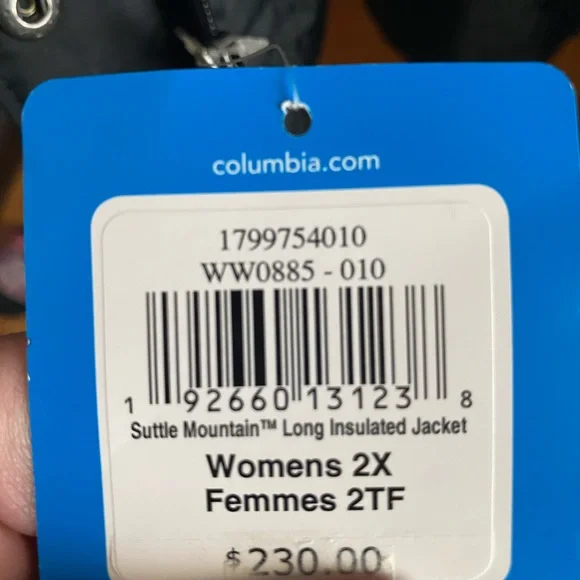 columbia.com
1799754010
WW0885 - 010
1 92660 13123 8
Suttle Mountain™ Long Insulated Jacket
Womens 2X
Femmes 2TF
$230.00